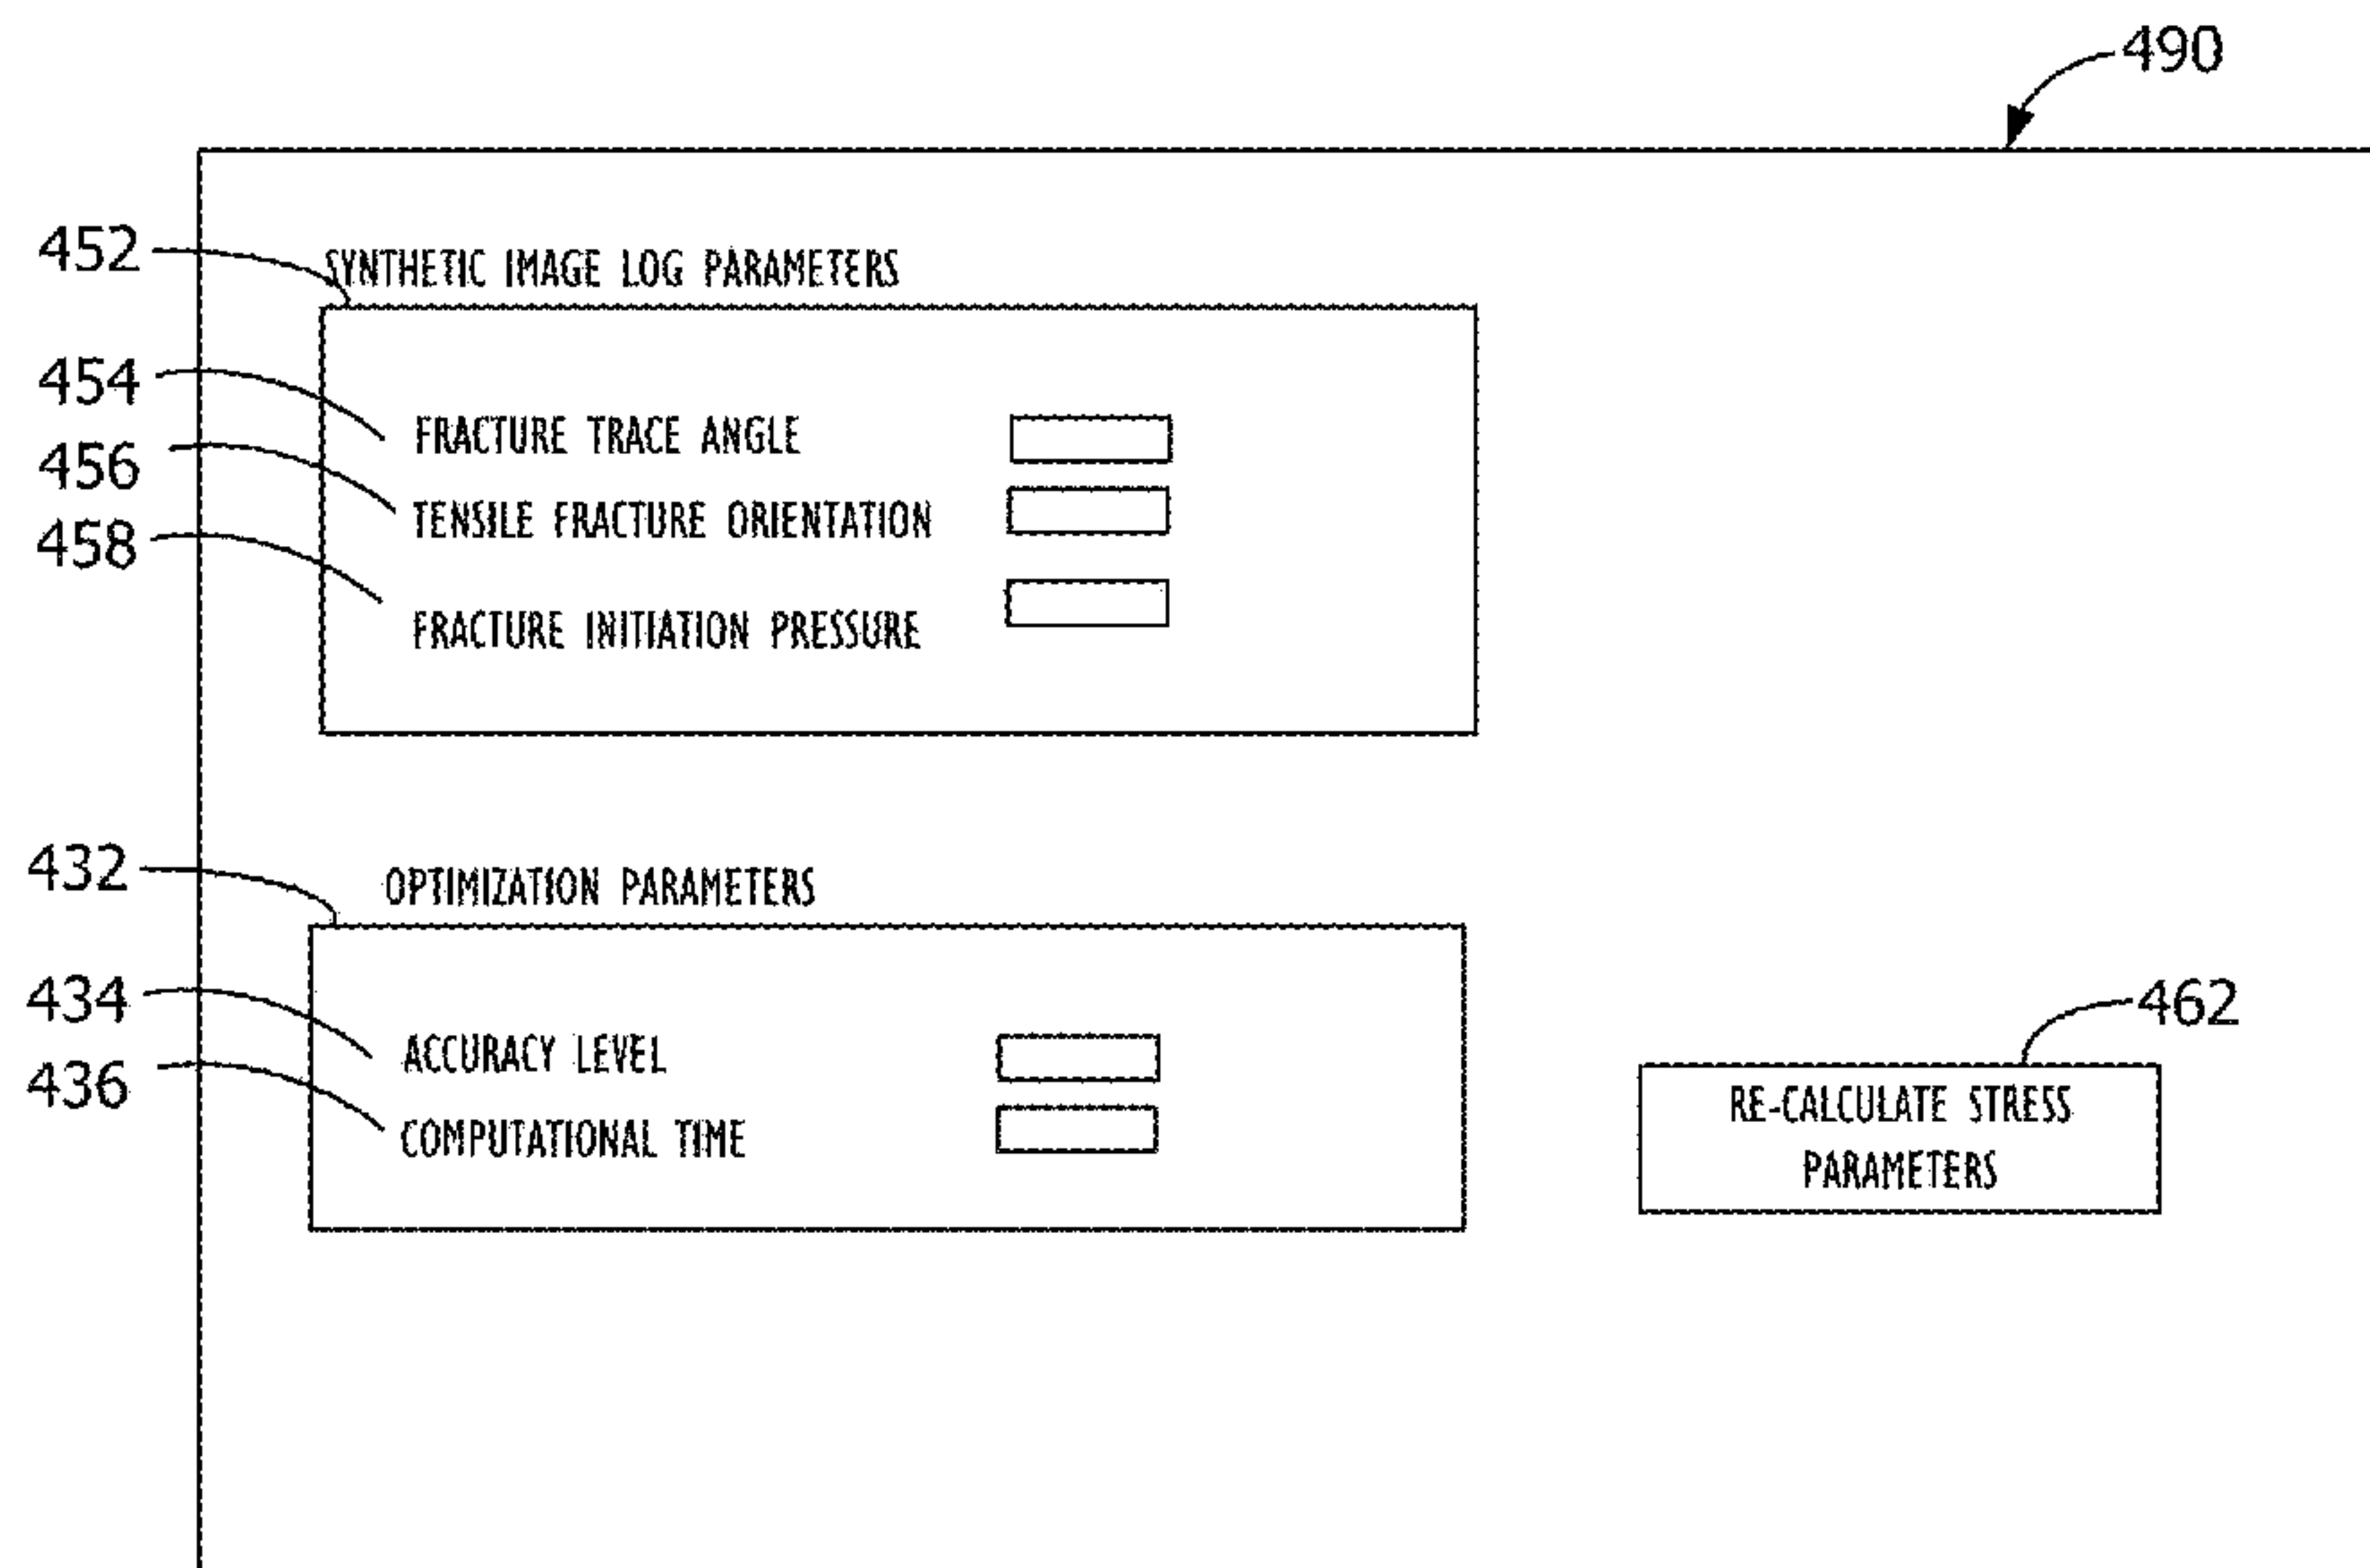 490
452
SYNTHETIC IMAGE LOG PARAMETERS
454
FRACTURE TRACE ANGLE
456
TENSILE FRACTURE ORIENTATION
458
FRACTURE INITIATION PRESSURE
432
OPTIMIZATION PARAMETERS
434
ACCURACY LEVEL
436
COMPUTATIONAL TIME
462
RE-CALCULATE STRESS
PARAMETERS